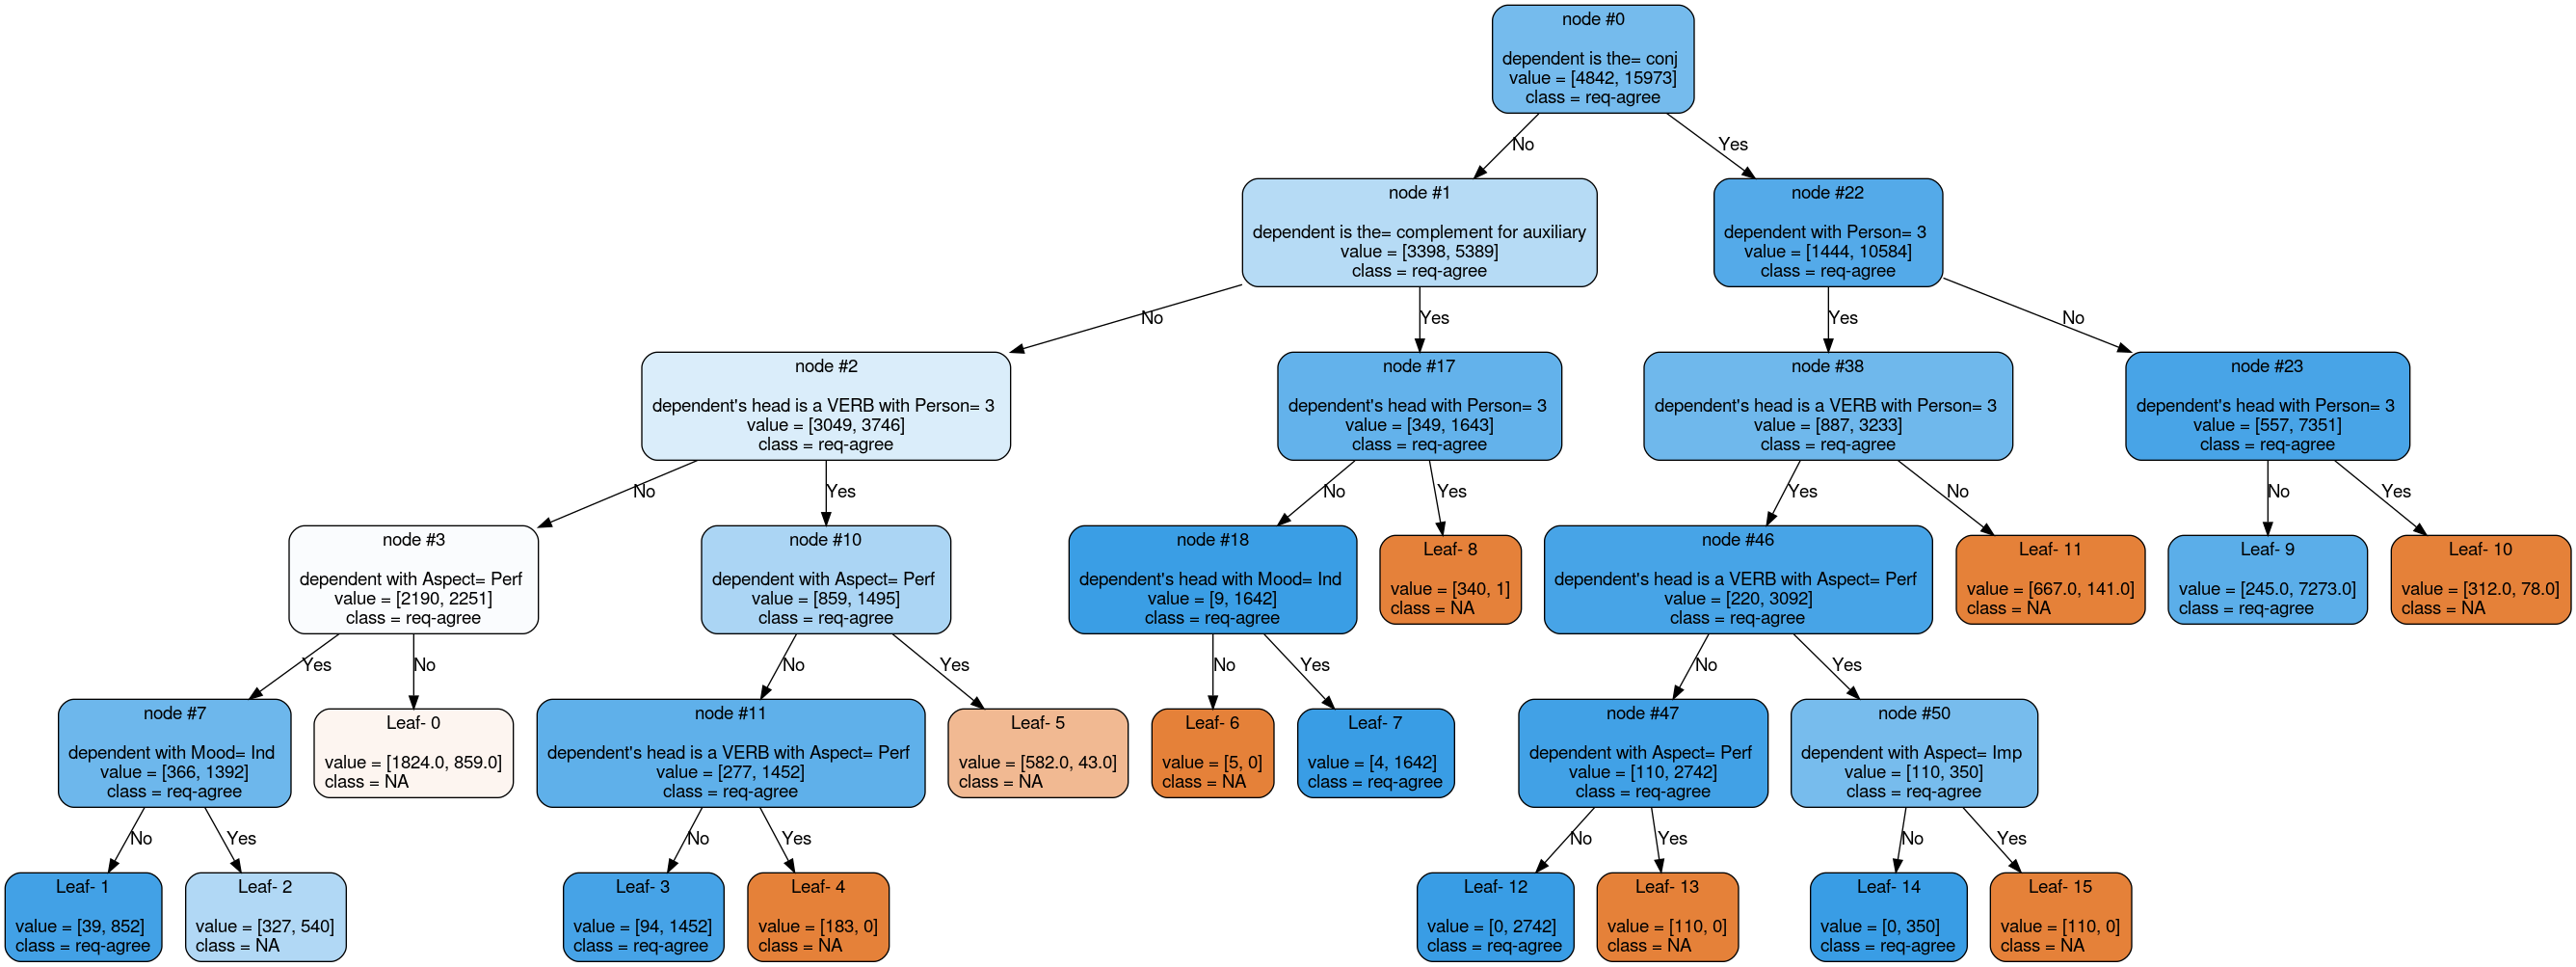 node #0
dependent is the= conj
value = [4842, 15973]
class = req-agree
No
Yes
node #1
dependent is the= complement for auxiliary
value = [3398, 5389]
class = req-agree
node #22
dependent with Person= 3
value = [1444, 10584]
class = req-agree
No
Yes
Yes
No
node #2
dependent's head is a VERB with Person= 3
value = [3049, 3746]
class = req-agree
node #17
dependent's head with Person= 3
value = [349, 1643]
class = req-agree
node #38
dependent's head is a VERB with Person= 3
value = [887, 3233]
class = req-agree
node #23
dependent's head with Person= 3
value = [557, 7351]
class = req-agree
No
Yes
No
Yes
Yes
No
No
Yes
node #3
dependent with Aspect= Perf
value = [2190, 2251]
class = req-agree
node #10
dependent with Aspect= Perf
value = [859, 1495]
class = req-agree
node #18
dependent's head with Mood= Ind
value = [9, 1642]
class = req-agree
Leaf- 8
value = [340, 1]
class = NA
node #46
dependent's head is a VERB with Aspect= Perf
value = [220, 3092]
class = req-agree
Leaf- 11
value = [667.0, 141.0]
class = NA
Leaf- 9
value = [245.0, 7273.0]
class = req-agree
Leaf- 10
value = [312.0, 78.0]
class = NA
Yes
No
No
Yes
No
Yes
No
Yes
node #7
dependent with Mood= Ind
value = [366, 1392]
class = req-agree
Leaf- 0
value = [1824.0, 859.0]
class = NA
node #11
dependent's head is a VERB with Aspect= Perf
value = [277, 1452]
class = req-agree
Leaf- 5
value = [582.0, 43.0]
class = NA
Leaf- 6
value = [5, 0]
class = NA
Leaf- 7
value = [4, 1642]
class = req-agree
node #47
dependent with Aspect= Perf
value = [110, 2742]
class = req-agree
node #50
dependent with Aspect= Imp
value = [110, 350]
class = req-agree
No
Yes
No
Yes
No
Yes
No
Yes
Leaf- 1
value = [39, 852]
class = req-agree
Leaf- 2
value = [327, 540]
class = NA
Leaf- 3
value = [94, 1452]
class = req-agree
Leaf- 4
value = [183, 0]
class = NA
Leaf- 12
value = [0, 2742]
class = req-agree
Leaf- 13
value = [110, 0]
class = NA
Leaf- 14
value = [0, 350]
class = req-agree
Leaf- 15
value = [110, 0]
class = NA